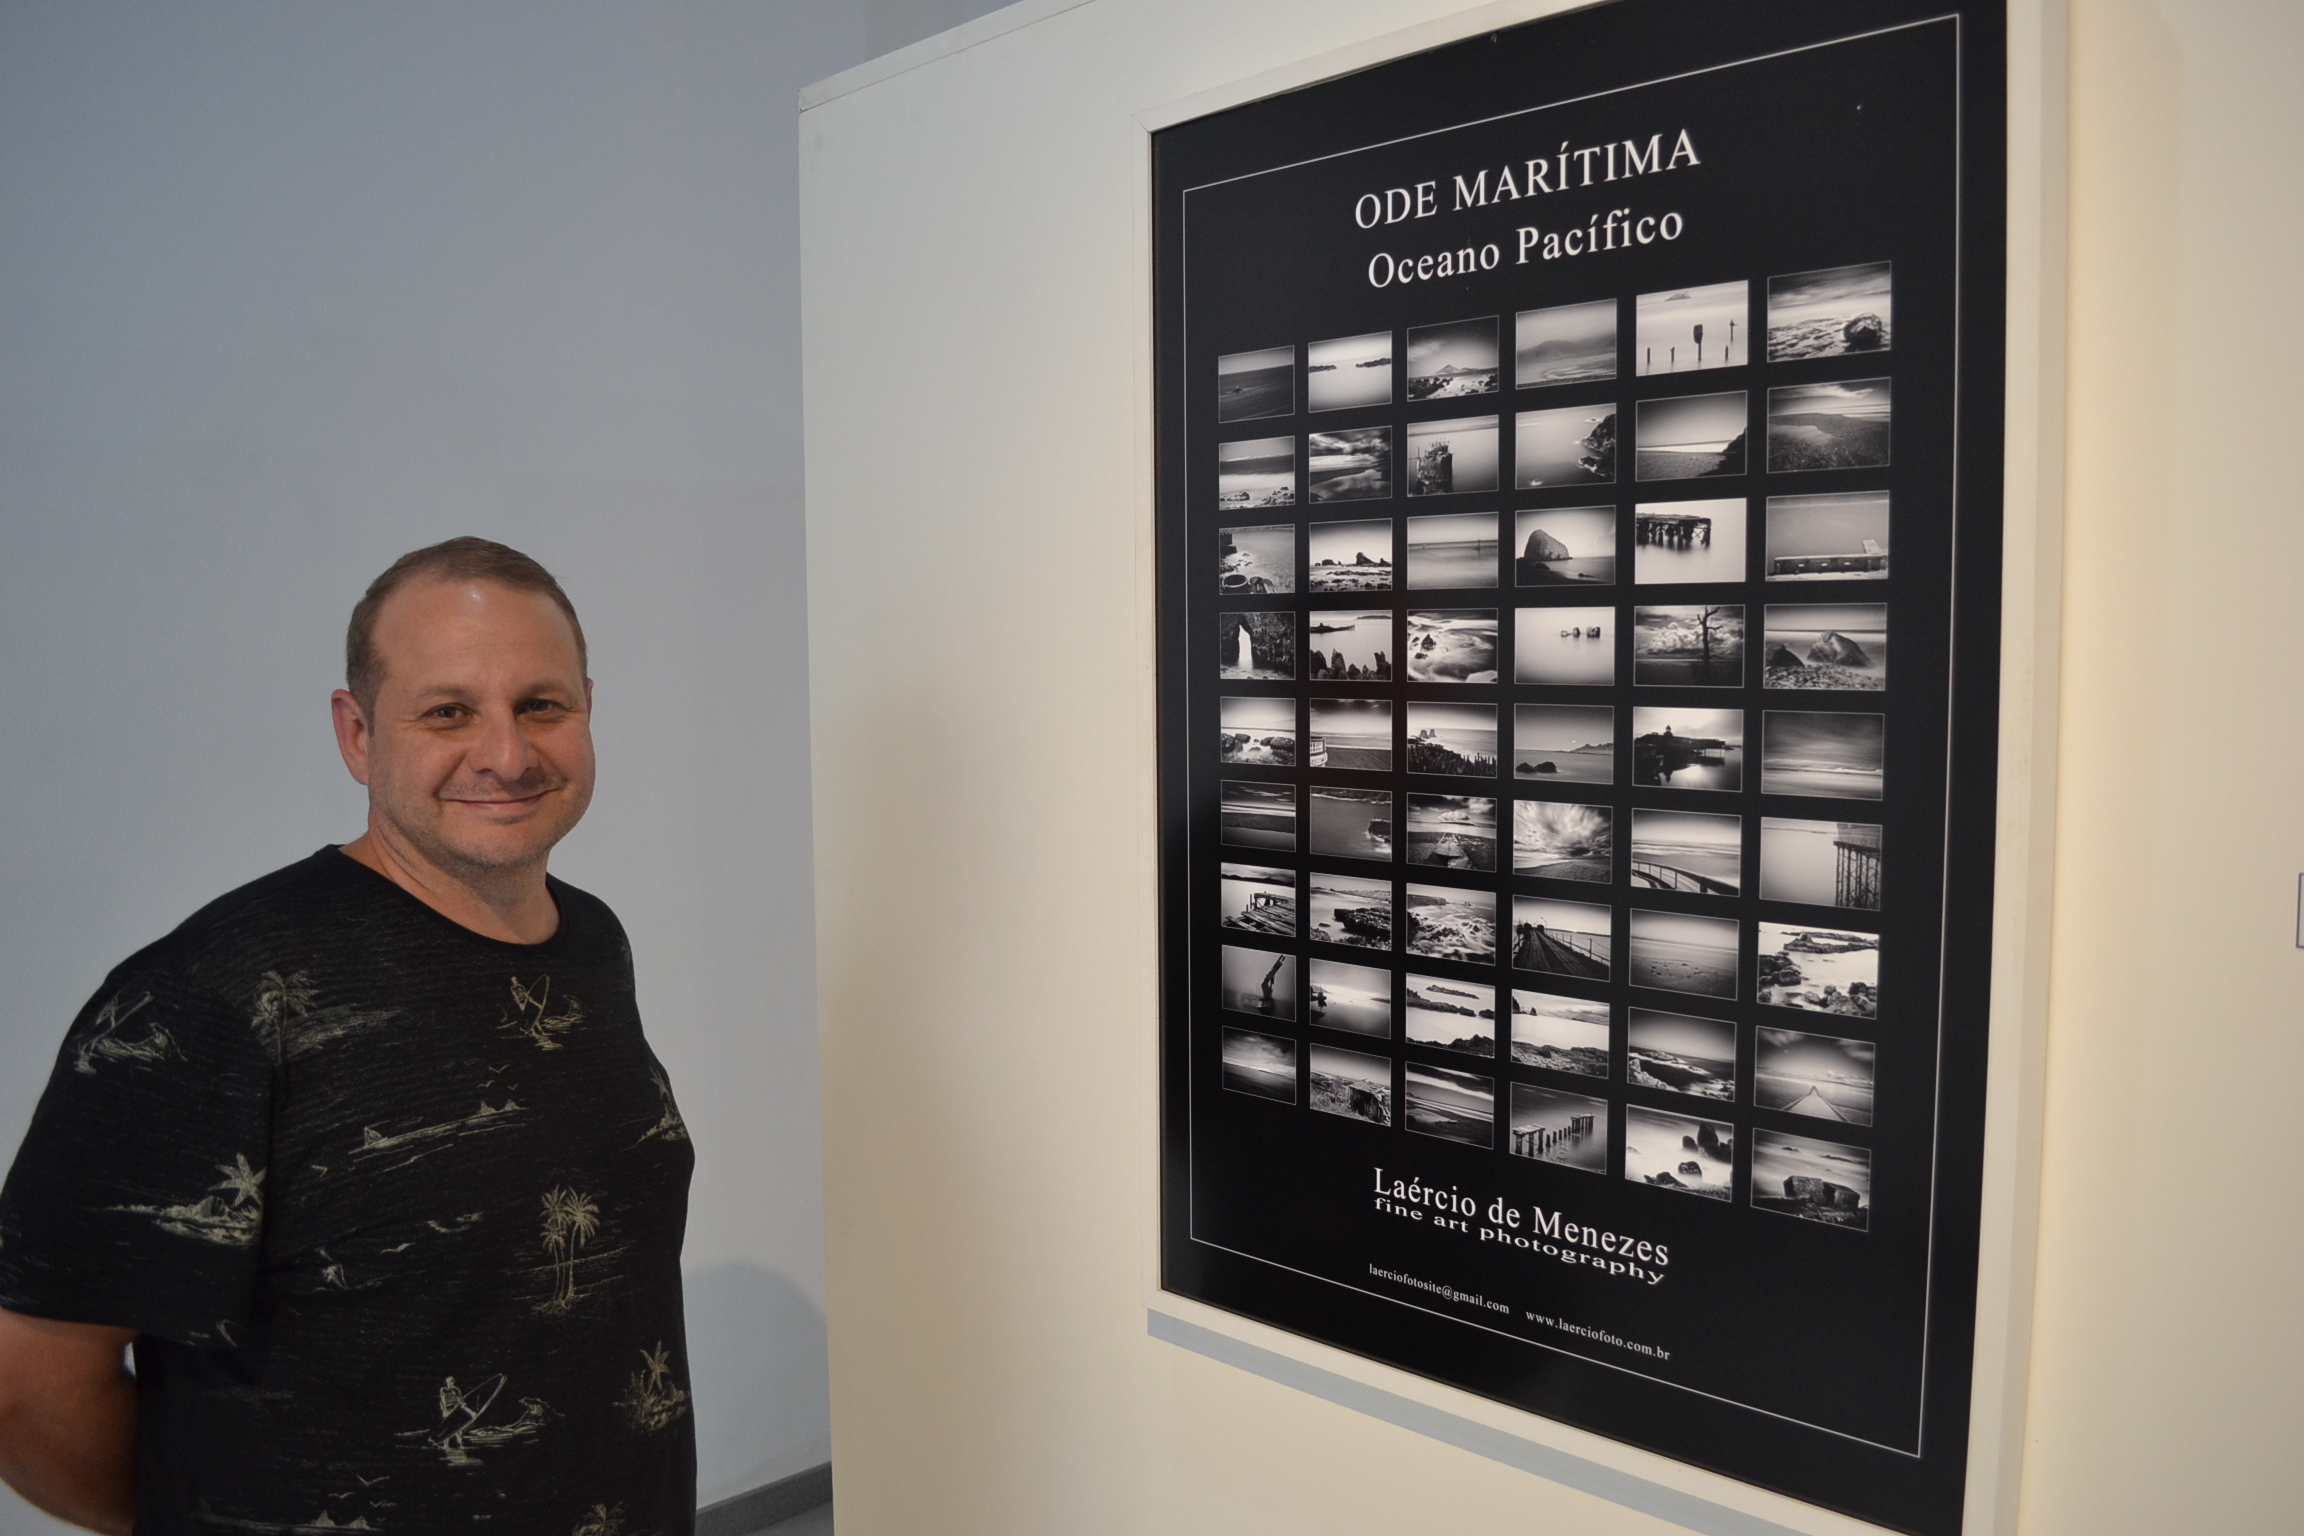 ODE MARÍTIMA
Oceano Pacífico
Laércio de Menezes
fine art photography
laerciofotosite@gmail.com www.laerciofoto.com.br